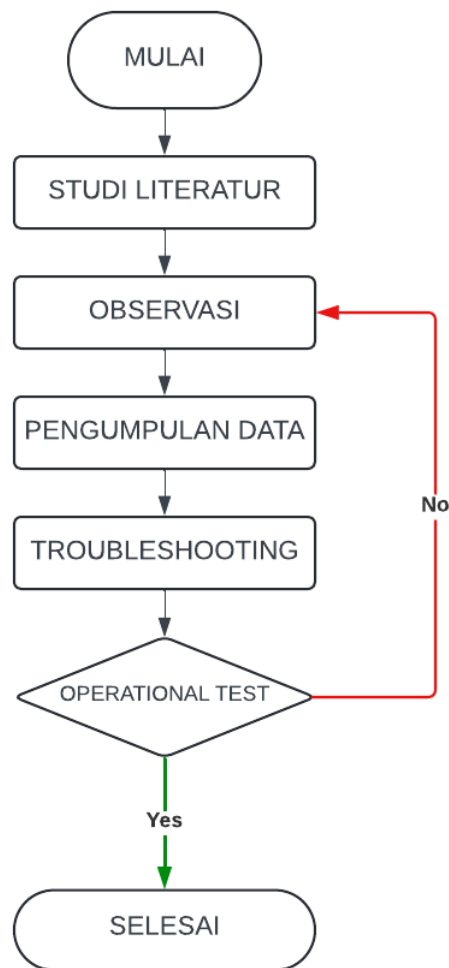 MULAI
STUDI LITERATUR
OBSERVASI
PENGUMPULAN DATA
No
TROUBLESHOOTING
OPERATIONAL TEST
Yes
SELESAI